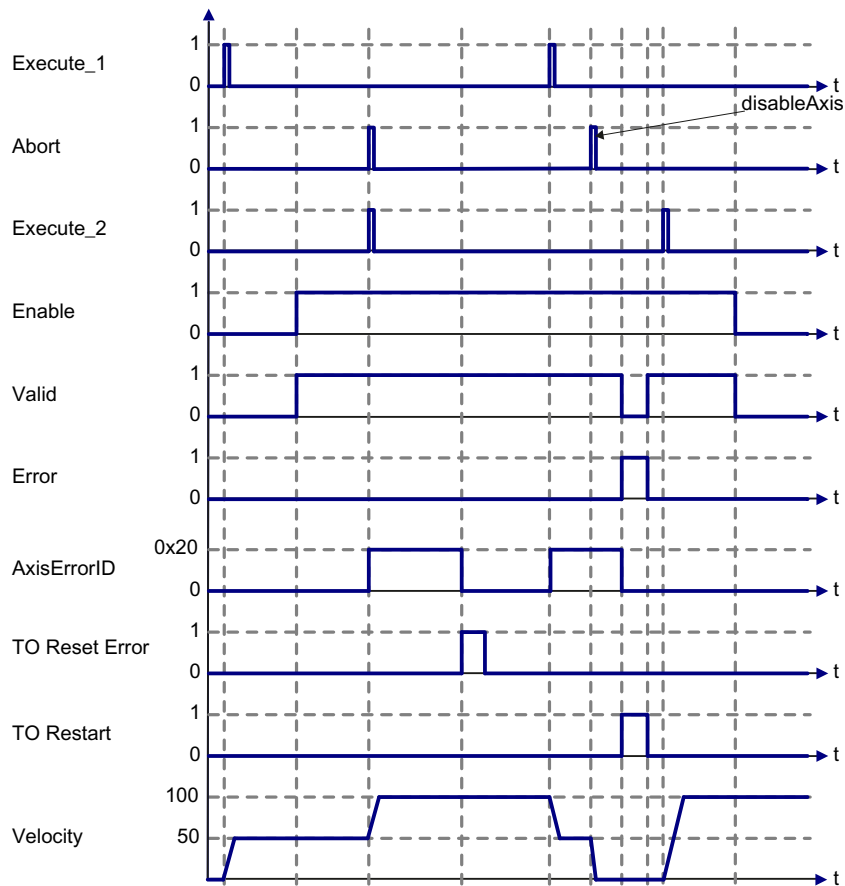 Execute_1
1
0
t
disableAxis
Abort
1
0
t
Execute_2
1
0
t
Enable
1
0
t
Valid
1
0
t
Error
1
0
t
AxisErrorID
0x20
0
t
TO Reset Error
1
0
t
TO Restart
1
0
t
Velocity
100
50
t